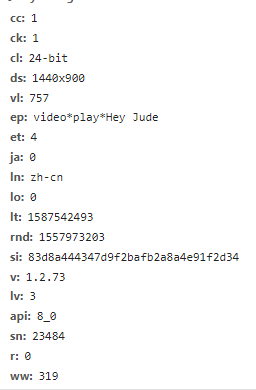 cc: 1
ck: 1
cl: 24-bit
ds: 1440x900
vl: 757
ep: video*play*Hey Jude
et: 4
ja: 0
ln: zh-cn
lo: 0
lt: 1587542493
rnd: 1557973203
si: 83d8a444347d9f2bafb2a8a4e91f2d34
v: 1.2.73
lv: 3
api: 8_0
sn: 23484
r: 0
ww: 319